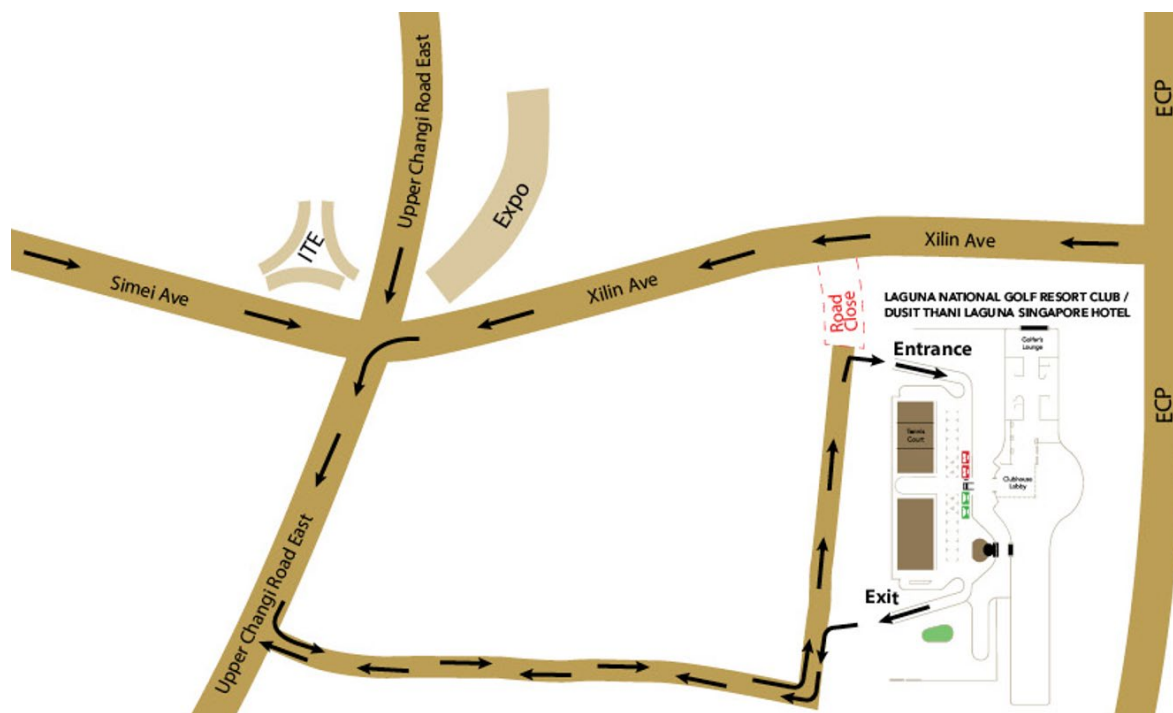 Upper Changi Road East
ECP
Expo
ITE
Simei Ave
Xilin Ave
Xilin Ave
Road
Close
LAGUNA NATIONAL GOLF RESORT CLUB /
DUSIT THANI LAGUNA SINGAPORE HOTEL
Golfer's
Lounge
Entrance
ECP
Tennis
Court
Clubhouse
Lobby
Upper Changi Road East
Exit